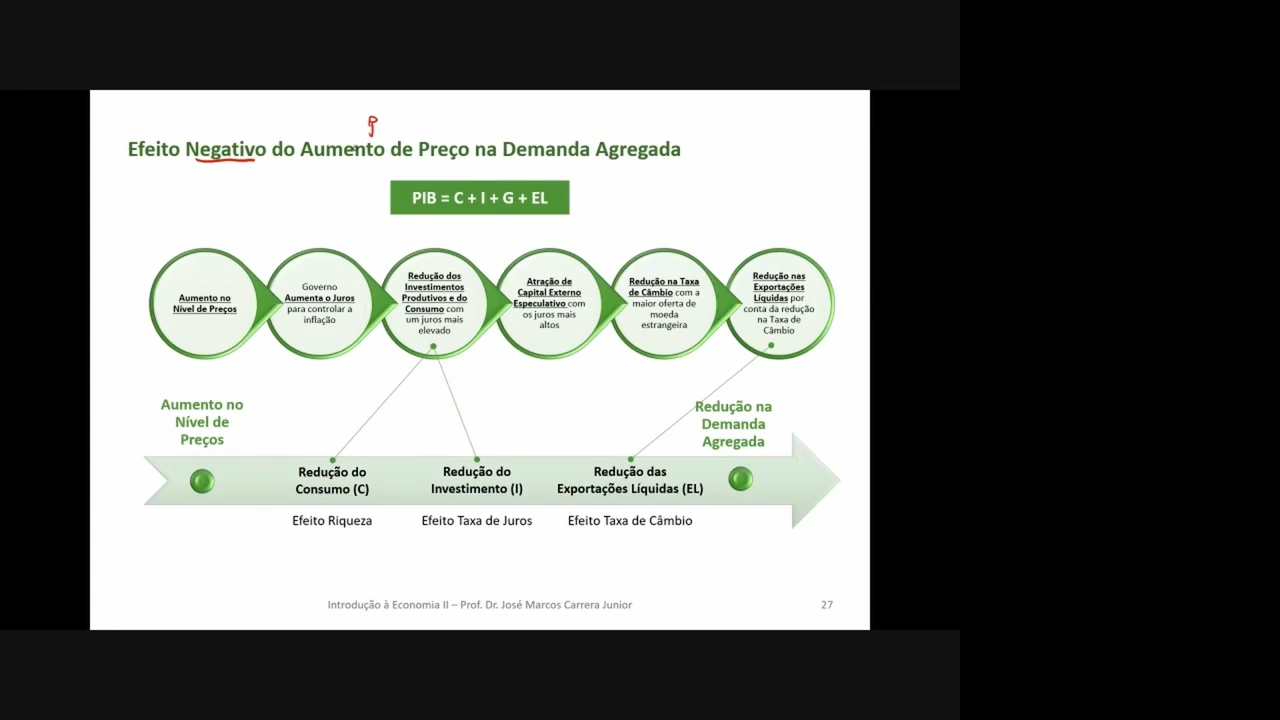 P
Efeito Negativo do Aumento de Preço na Demanda Agregada
PIB = C + I + G + EL
Aumento no
Nível de Preços
Governo
Aumenta o Juros
para controlar a
inflação
Redução dos
Investimentos
Produtivos e do
Consumo com
um juros mais
elevado
Atração de
Capital Externo
Especulativo com
os juros mais
altos
Redução na Taxa
de Câmbio com a
maior oferta de
moeda
estrangeira
Redução nas
Exportações
Líquidas por
conta da redução
na Taxa de
Câmbio
Aumento no
Nível de
Preços
Redução na
Demanda
Agregada
Redução do
Consumo (C)
Redução do
Investimento (I)
Redução das
Exportações Líquidas (EL)
Efeito Riqueza
Efeito Taxa de Juros
Efeito Taxa de Câmbio
Introdução à Economia II – Prof. Dr. José Marcos Carrera Junior
27